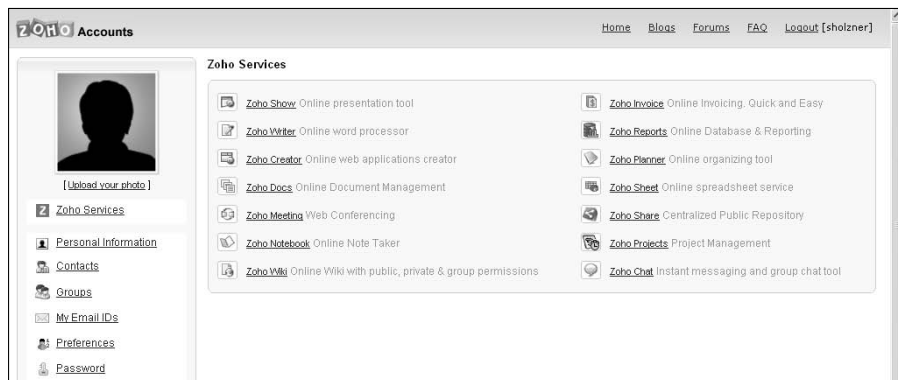 ZOHO Accounts
Home Blogs Forums FAQ Logout [sholzner]
[ Upload your photo ]
Zoho Services
Personal Information
Contacts
Groups
My Email IDs
Preferences
Password
Zoho Services
Zoho Show Online presentation tool
Zoho Writer Online word processor
Zoho Creator Online web applications creator
Zoho Docs Online Document Management
Zoho Meeting Web Conferencing
Zoho Notebook Online Note Taker
Zoho Wiki Online Wiki with public, private & group permissions
Zoho Invoice Online Invoicing. Quick and Easy
Zoho Reports Online Database & Reporting
Zoho Planner Online organizing tool
Zoho Sheet Online spreadsheet service
Zoho Share Centralized Public Repository
Zoho Projects Project Management
Zoho Chat Instant messaging and group chat tool